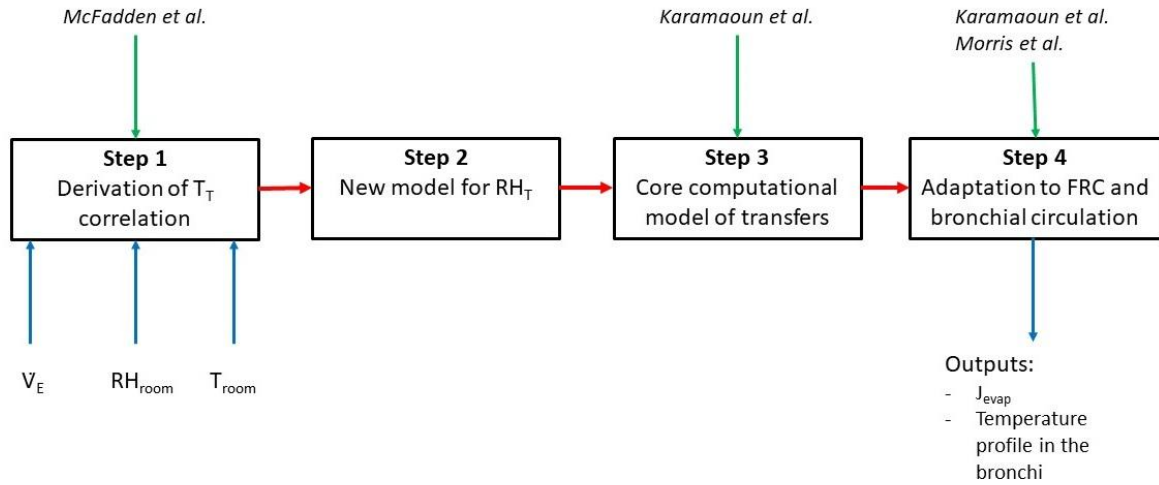 McFadden et al.
Karamaoun et al.
Karamaoun et al.
Morris et al.
Step 1
Derivation of T_T
correlation
Step 2
New model for RH_T
Step 3
Core computational
model of transfers
Step 4
Adaptation to FRC and
bronchial circulation
V̈_E
RH_room
T_room
Outputs:
- J_evap
- Temperature
profile in the
bronchi